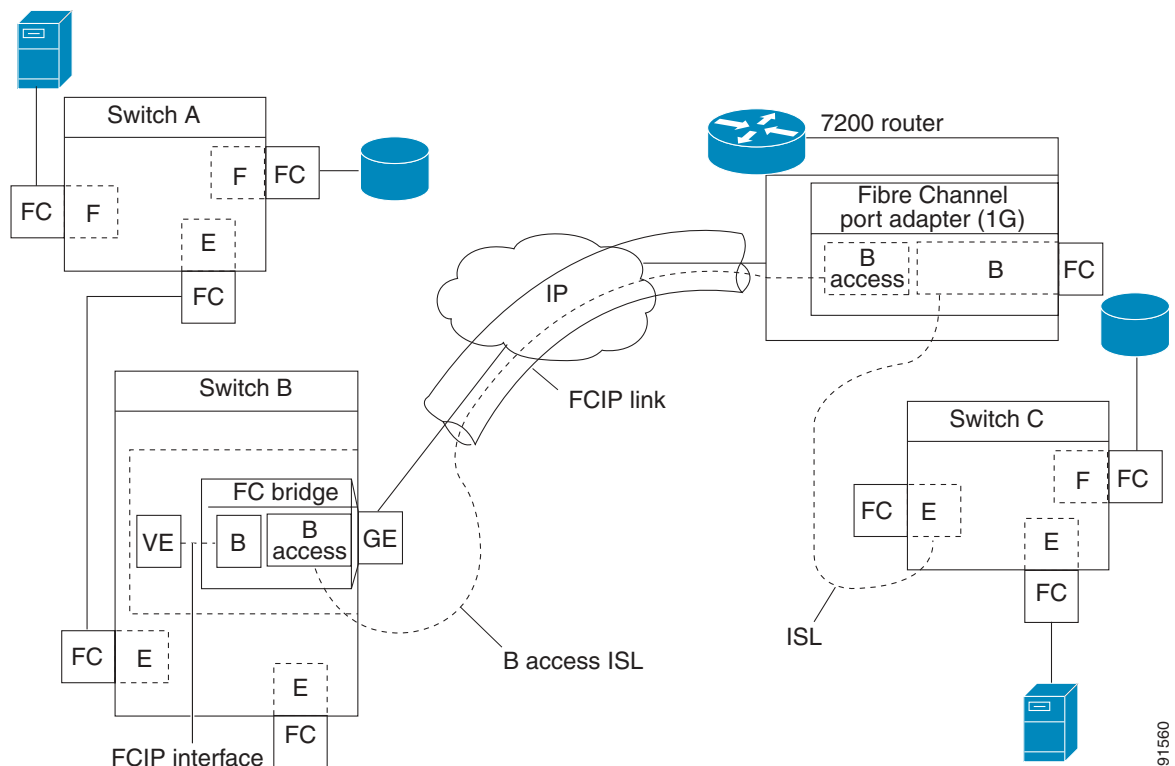 Switch A
F
FC
FC
F
E
FC
7200 router
Fibre Channel
port adapter (1G)
B
access
B
FC
IP
FCIP link
Switch B
FC bridge
VE
B
B
access
GE
FC
E
B access ISL
E
FC
FCIP interface
Switch C
F
FC
FC
E
E
FC
ISL
91560